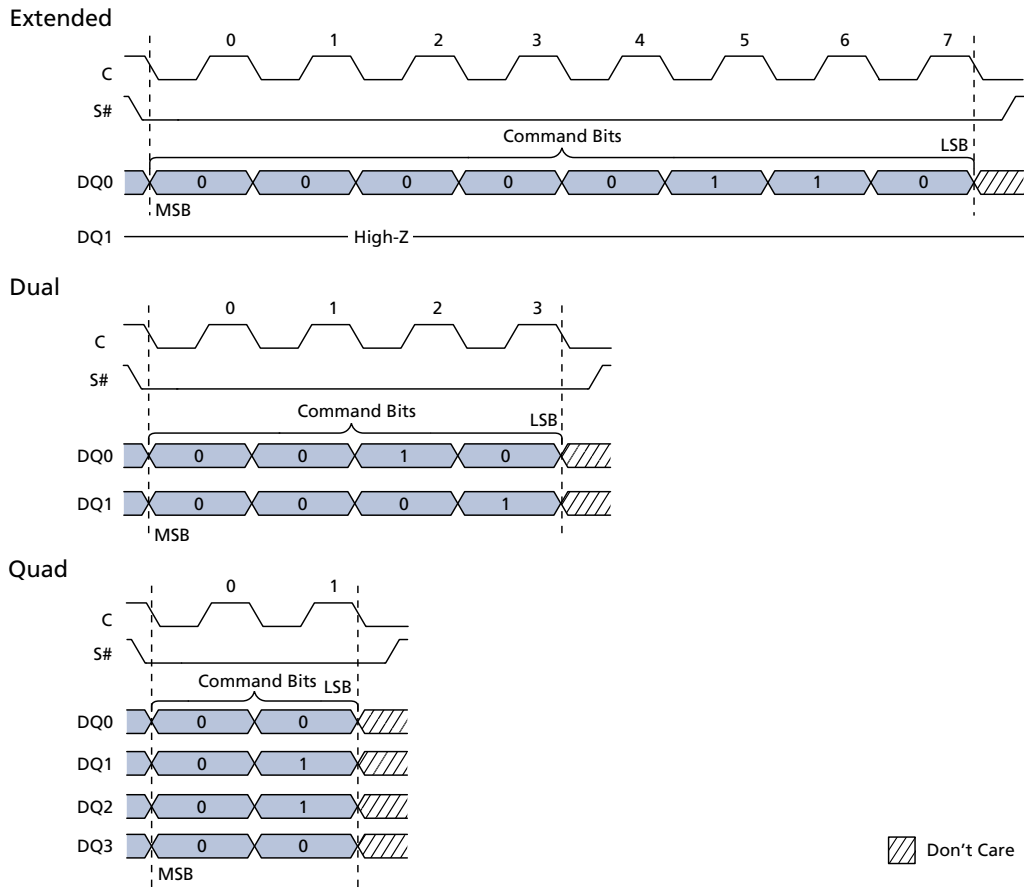 Extended
0 1 2 3 4 5 6 7
C
S#
Command Bits
LSB
DQ0 0 0 0 0 0 1 1 0
MSB
DQ1 High-Z
Dual
0 1 2 3
C
S#
Command Bits
LSB
DQ0 0 0 1 0
DQ1 0 0 0 1
MSB
Quad
0 1
C
S#
Command Bits LSB
DQ0 0 0
DQ1 0 1
DQ2 0 1
DQ3 0 0
MSB
Don't Care